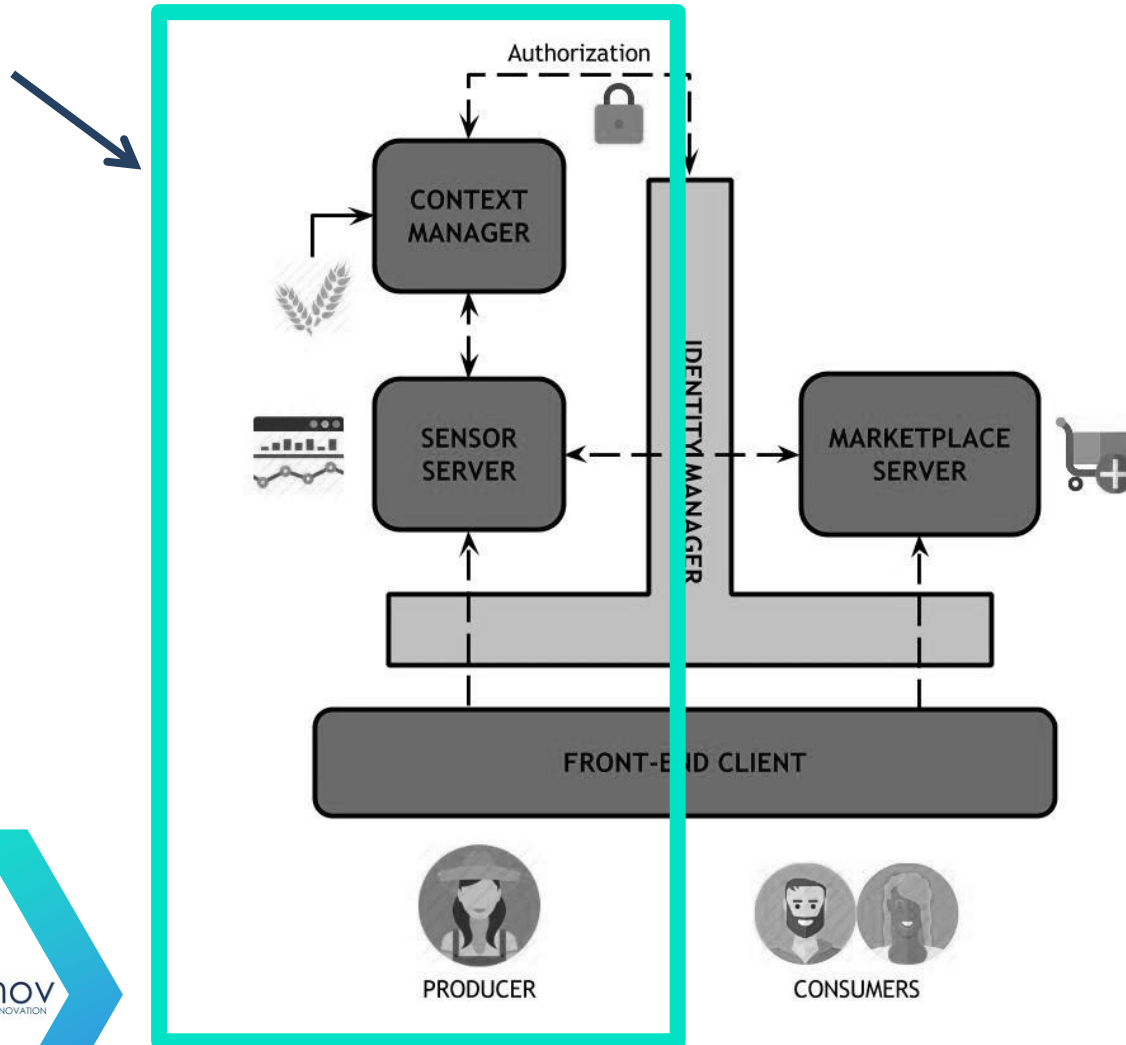 Authorization
CONTEXT
MANAGER
IDENTITY MANAGER
SENSOR
SERVER
MARKETPLACE
SERVER
FRONT-END CLIENT
PRODUCER
CONSUMERS